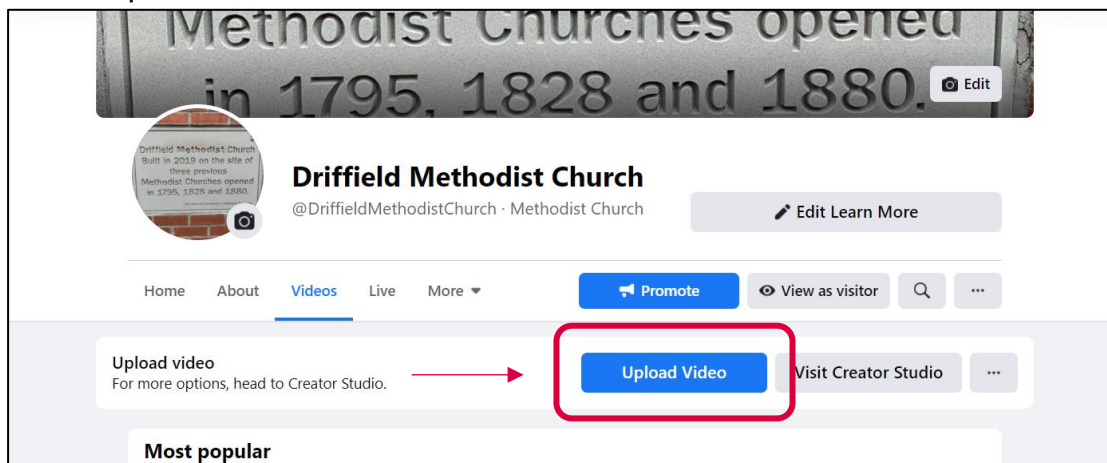 Methodist Churches opened
in 1795, 1828 and 1880.
Edit
Driffield Methodist Church
Built in 2019 on the site of
three previous
Methodist Churches opened
in 1795, 1828 and 1880.
Driffield Methodist Church
@DriffieldMethodistChurch · Methodist Church
Edit Learn More
Home About Videos Live More
Promote
View as visitor
Upload video
For more options, head to Creator Studio.
Upload Video
Visit Creator Studio
Most popular